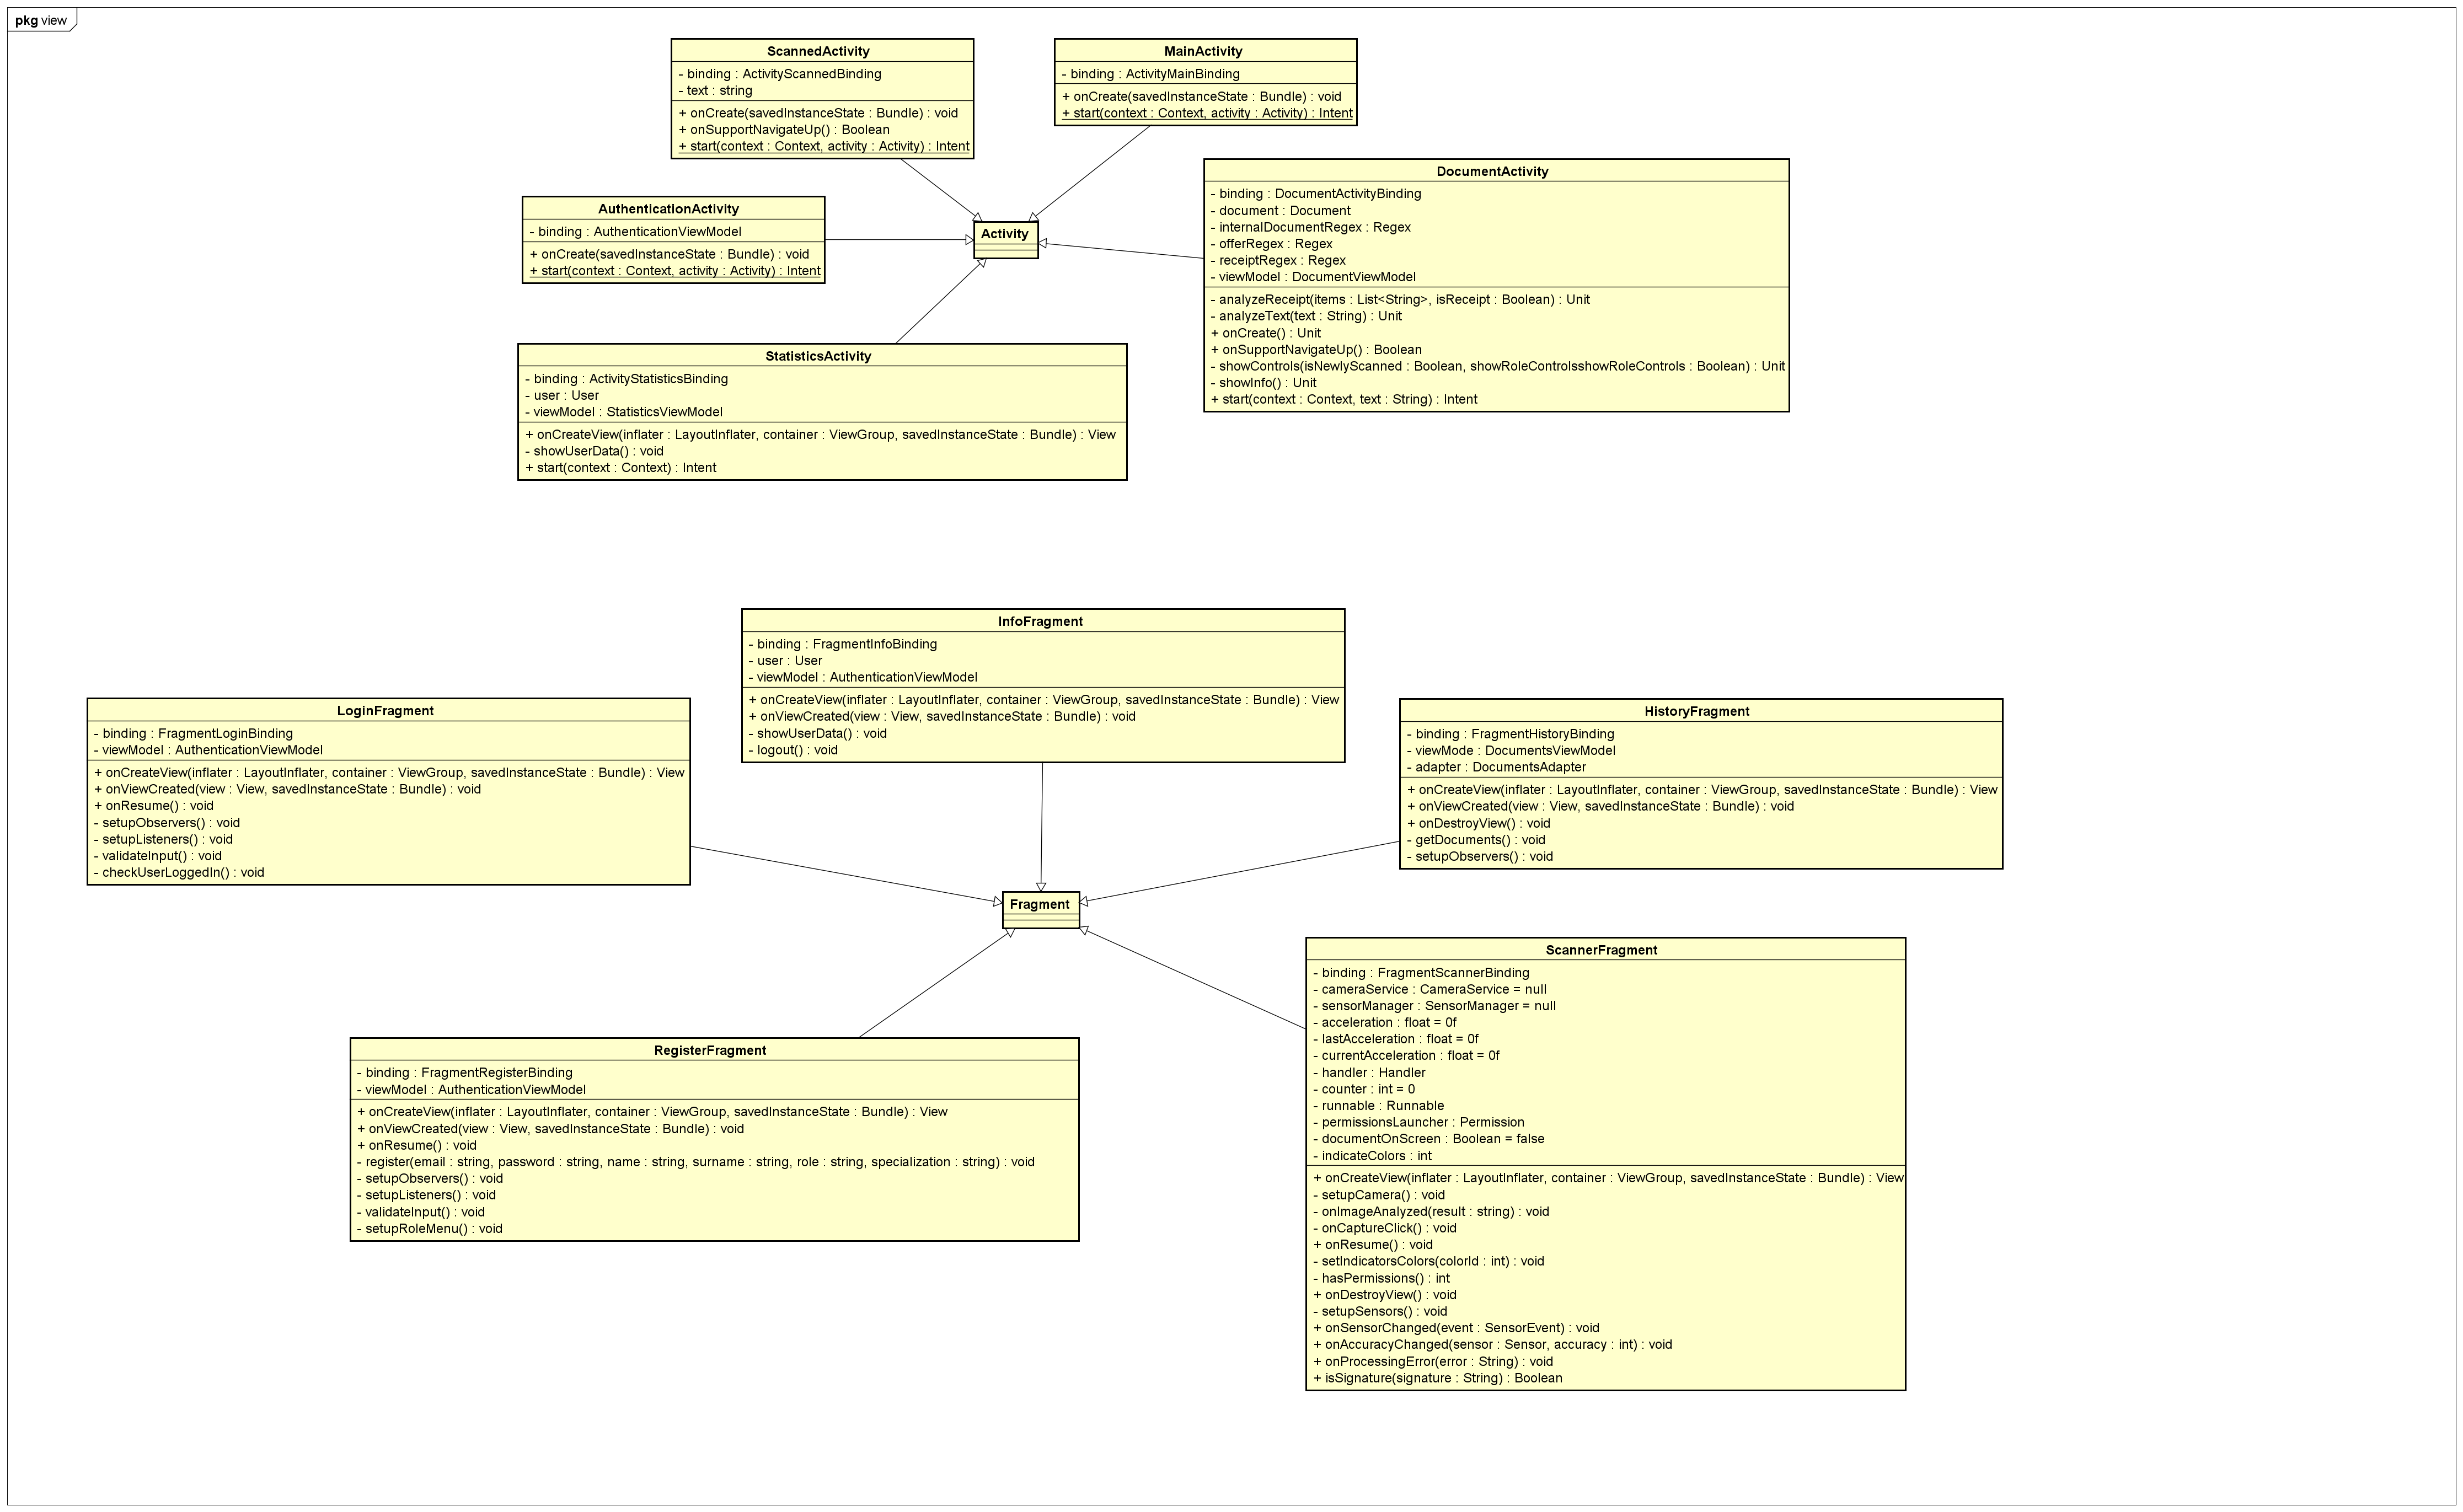 pkg view
ScannedActivity
- binding : ActivityScannedBinding
- text : string
+ onCreate(savedInstanceState : Bundle) : void
+ onSupportNavigateUp() : Boolean
+ start(context : Context, activity : Activity) : Intent
MainActivity
- binding : ActivityMainBinding
+ onCreate(savedInstanceState : Bundle) : void
+ start(context : Context, activity : Activity) : Intent
AuthenticationActivity
- binding : AuthenticationViewModel
+ onCreate(savedInstanceState : Bundle) : void
+ start(context : Context, activity : Activity) : Intent
Activity
DocumentActivity
- binding : DocumentActivityBinding
- document : Document
- internalDocumentRegex : Regex
- offerRegex : Regex
- receiptRegex : Regex
- viewModel : DocumentViewModel
- analyzeReceipt(items : List<String>, isReceipt : Boolean) : Unit
- analyzeText(text : String) : Unit
+ onCreate() : Unit
+ onSupportNavigateUp() : Boolean
- showControls(isNewlyScanned : Boolean, showRoleControlsshowRoleControls : Boolean) : Unit
- showInfo() : Unit
+ start(context : Context, text : String) : Intent
StatisticsActivity
- binding : ActivityStatisticsBinding
- user : User
- viewModel : StatisticsViewModel
+ onCreateView(inflater : LayoutInflater, container : ViewGroup, savedInstanceState : Bundle) : View
- showUserData() : void
+ start(context : Context) : Intent
InfoFragment
- binding : FragmentInfoBinding
- user : User
- viewModel : AuthenticationViewModel
+ onCreateView(inflater : LayoutInflater, container : ViewGroup, savedInstanceState : Bundle) : View
+ onViewCreated(view : View, savedInstanceState : Bundle) : void
- showUserData() : void
- logout() : void
LoginFragment
- binding : FragmentLoginBinding
- viewModel : AuthenticationViewModel
+ onCreateView(inflater : LayoutInflater, container : ViewGroup, savedInstanceState : Bundle) : View
+ onViewCreated(view : View, savedInstanceState : Bundle) : void
+ onResume() : void
- setupObservers() : void
- setupListeners() : void
- validateInput() : void
- checkUserLoggedIn() : void
HistoryFragment
- binding : FragmentHistoryBinding
- viewMode : DocumentsViewModel
- adapter : DocumentsAdapter
+ onCreateView(inflater : LayoutInflater, container : ViewGroup, savedInstanceState : Bundle) : View
+ onViewCreated(view : View, savedInstanceState : Bundle) : void
+ onDestroyView() : void
- getDocuments() : void
- setupObservers() : void
Fragment
RegisterFragment
- binding : FragmentRegisterBinding
- viewModel : AuthenticationViewModel
+ onCreateView(inflater : LayoutInflater, container : ViewGroup, savedInstanceState : Bundle) : View
+ onViewCreated(view : View, savedInstanceState : Bundle) : void
+ onResume() : void
- register(email : string, password : string, name : string, surname : string, role : string, specialization : string) : void
- setupObservers() : void
- setupListeners() : void
- validateInput() : void
- setupRoleMenu() : void
ScannerFragment
- binding : FragmentScannerBinding
- cameraService : CameraService = null
- sensorManager : SensorManager = null
- acceleration : float = 0f
- lastAcceleration : float = 0f
- currentAcceleration : float = 0f
- handler : Handler
- counter : int = 0
- runnable : Runnable
- permissionsLauncher : Permission
- documentOnScreen : Boolean = false
- indicateColors : int
+ onCreateView(inflater : LayoutInflater, container : ViewGroup, savedInstanceState : Bundle) : View
- setupCamera() : void
- onImageAnalyzed(result : string) : void
- onCaptureClick() : void
+ onResume() : void
- setIndicatorsColors(colorId : int) : void
- hasPermissions() : int
+ onDestroyView() : void
- setupSensors() : void
+ onSensorChanged(event : SensorEvent) : void
+ onAccuracyChanged(sensor : Sensor, accuracy : int) : void
+ onProcessingError(error : String) : void
+ isSignature(signature : String) : Boolean